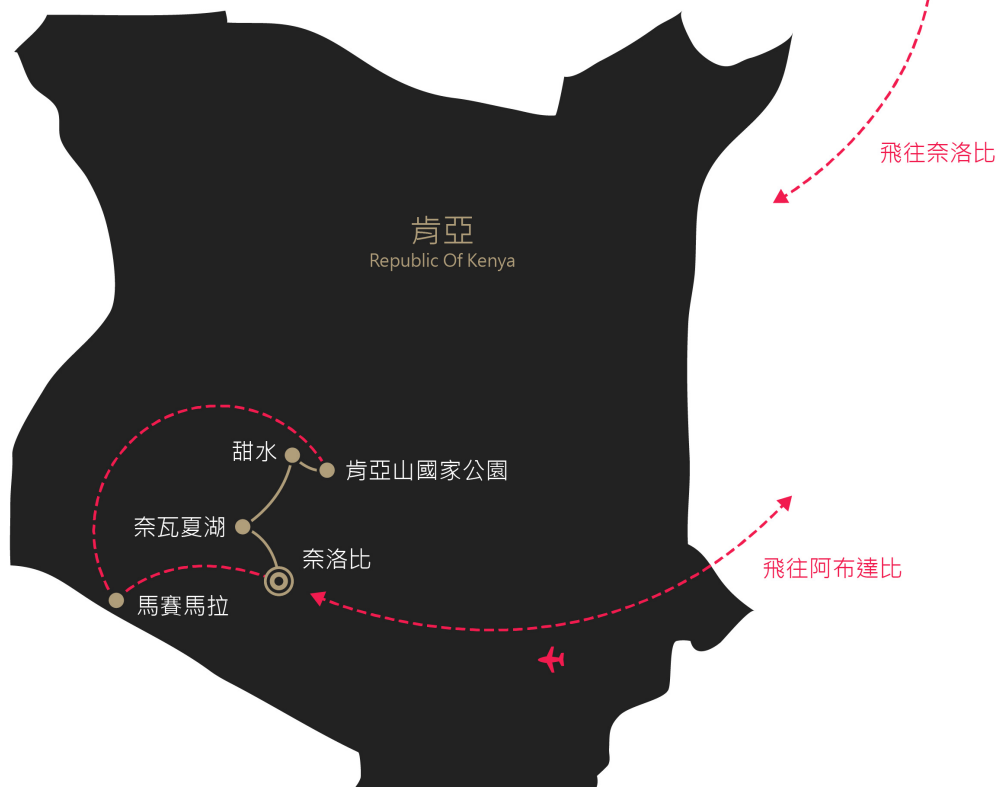 飛往奈洛比
肯亞
Republic Of Kenya
甜水
肯亞山國家公園
奈瓦夏湖
奈洛比
飛往阿布達比
馬賽馬拉